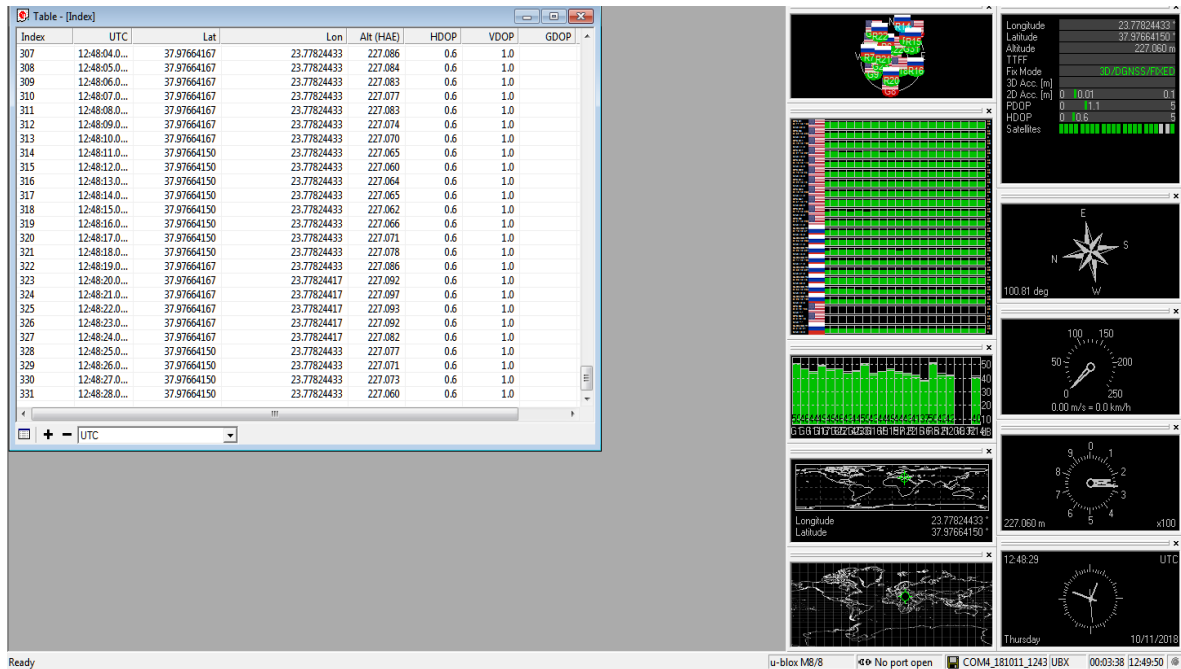 Table - [Index]
Index UTC Lat Lon Alt (HAE) HDOP VDOP GDOP
307 12:48:04.0... 37.97664167 23.77824433 227.086 0.6 1.0
308 12:48:05.0... 37.97664167 23.77824433 227.084 0.6 1.0
309 12:48:06.0... 37.97664167 23.77824433 227.083 0.6 1.0
310 12:48:07.0... 37.97664167 23.77824433 227.077 0.6 1.0
311 12:48:08.0... 37.97664167 23.77824433 227.083 0.6 1.0
312 12:48:09.0... 37.97664167 23.77824433 227.074 0.6 1.0
313 12:48:10.0... 37.97664167 23.77824433 227.070 0.6 1.0
314 12:48:11.0... 37.97664150 23.77824433 227.065 0.6 1.0
315 12:48:12.0... 37.97664150 23.77824433 227.060 0.6 1.0
316 12:48:13.0... 37.97664150 23.77824433 227.064 0.6 1.0
317 12:48:14.0... 37.97664150 23.77824433 227.065 0.6 1.0
318 12:48:15.0... 37.97664150 23.77824433 227.062 0.6 1.0
319 12:48:16.0... 37.97664150 23.77824433 227.066 0.6 1.0
320 12:48:17.0... 37.97664150 23.77824433 227.071 0.6 1.0
321 12:48:18.0... 37.97664150 23.77824433 227.078 0.6 1.0
322 12:48:19.0... 37.97664167 23.77824433 227.086 0.6 1.0
323 12:48:20.0... 37.97664167 23.77824417 227.092 0.6 1.0
324 12:48:21.0... 37.97664167 23.77824433 227.097 0.6 1.0
325 12:48:22.0... 37.97664167 23.77824417 227.093 0.6 1.0
326 12:48:23.0... 37.97664167 23.77824417 227.092 0.6 1.0
327 12:48:24.0... 37.97664167 23.77824417 227.082 0.6 1.0
328 12:48:25.0... 37.97664150 23.77824433 227.077 0.6 1.0
329 12:48:26.0... 37.97664150 23.77824433 227.071 0.6 1.0
330 12:48:27.0... 37.97664150 23.77824433 227.073 0.6 1.0
331 12:48:28.0... 37.97664150 23.77824433 227.060 0.6 1.0
UTC
50
40
30
20
10
dB
Longitude 23.77824433 °
Latitude 37.97664150 °
Longitude 23.77824433 °
Latitude 37.97664150 °
Altitude 227.060 m
TTFF
Fix Mode 3D/DGNSS/FIXED
3D Acc. [m]
2D Acc. [m] 0 0.01 0.1
PDOP 0 1.1 5
HDOP 0 0.6 5
Satellites
E
N S
W
100.81 deg
100 150
50 200
0 250
0.00 m/s = 0.0 km/h
0
9 1
8 2
7 3
6 4
5
227.060 m x100
12:48:29 UTC
Thursday 10/11/2018
Ready u-blox M8/8 No port open COM4_181011_1243 UBX 00:03:38 12:49:50